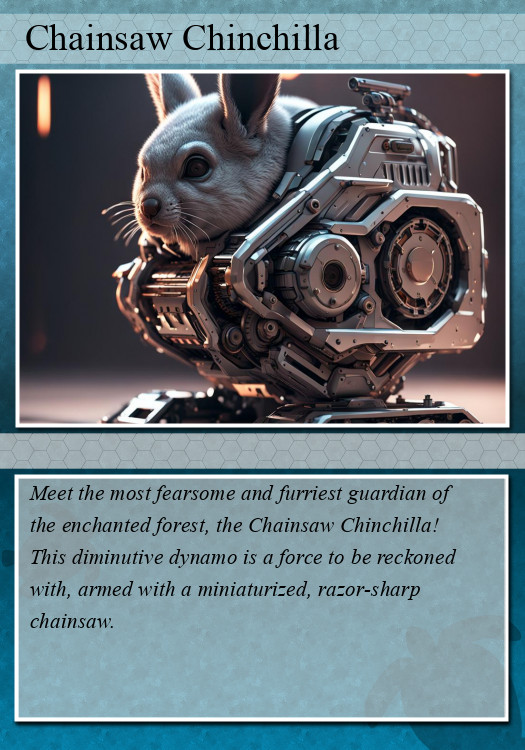 Chainsaw Chinchilla
Meet the most fearsome and furriest guardian of
the enchanted forest, the Chainsaw Chinchilla!
This diminutive dynamo is a force to be reckoned
with, armed with a miniaturized, razor-sharp
chainsaw.